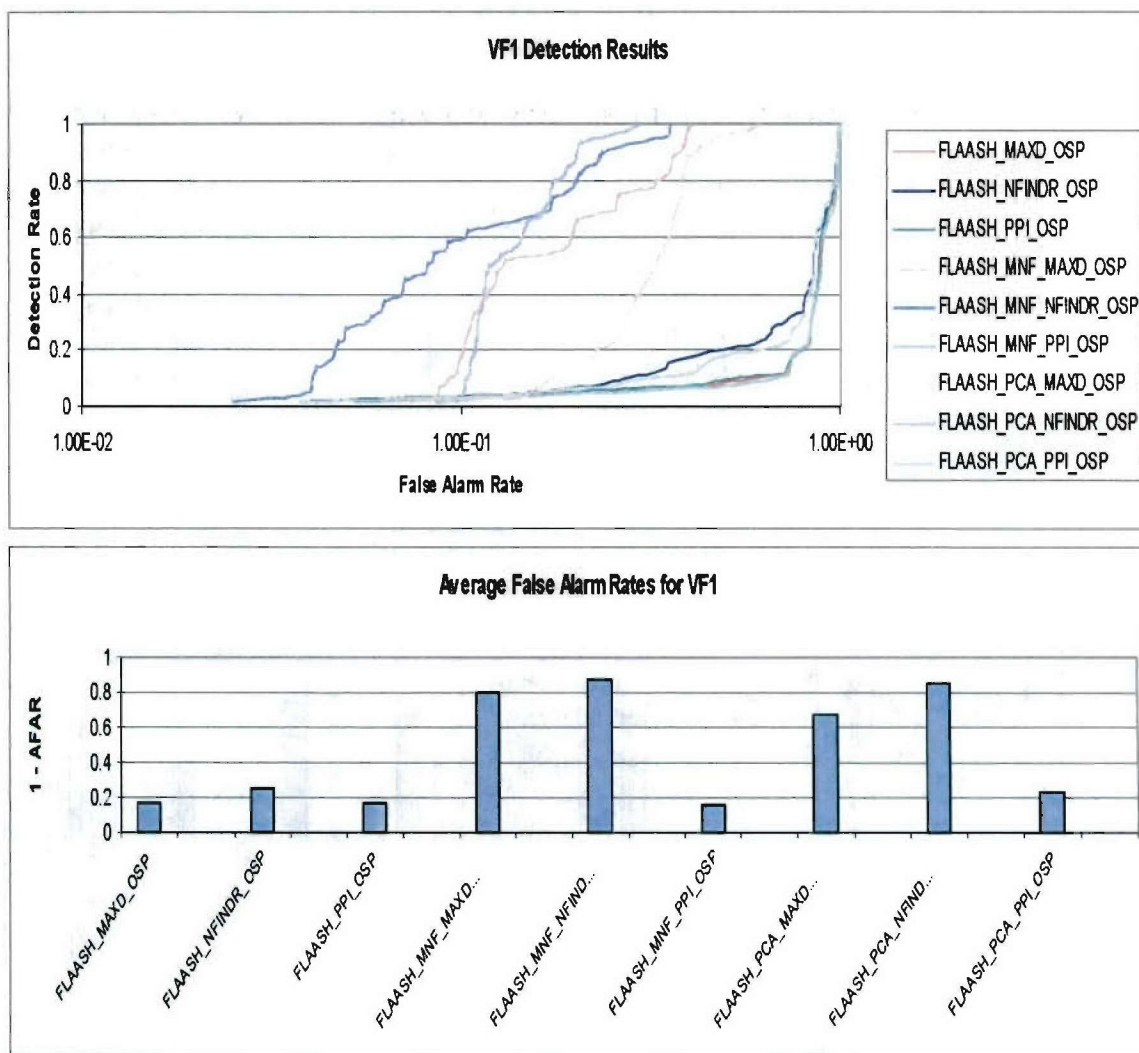 VF1 Detection Results
1
0.8
0.6
0.4
0.2
0
Detection Rate
1.00E-02
1.00E-01
1.00E+00
False Alarm Rate
FLAASH_MAXD_OSP
FLAASH_NFINDR_OSP
FLAASH_PPI_OSP
FLAASH_MNF_MAXD_OSP
FLAASH_MNF_NFINDR_OSP
FLAASH_MNF_PPI_OSP
FLAASH_PCA_MAXD_OSP
FLAASH_PCA_NFINDR_OSP
FLAASH_PCA_PPI_OSP
Average False Alarm Rates for VF1
1
0.8
0.6
0.4
0.2
0
1 - AFAR
FLAASH_MAXD_OSP
FLAASH_NFINDR_OSP
FLAASH_PPI_OSP
FLAASH_MNF_MAXD...
FLAASH_MNF_NFIND...
FLAASH_MNF_PPI_OSP
FLAASH_PCA_MAXD...
FLAASH_PCA_NFIND...
FLAASH_PCA_PPI_OSP